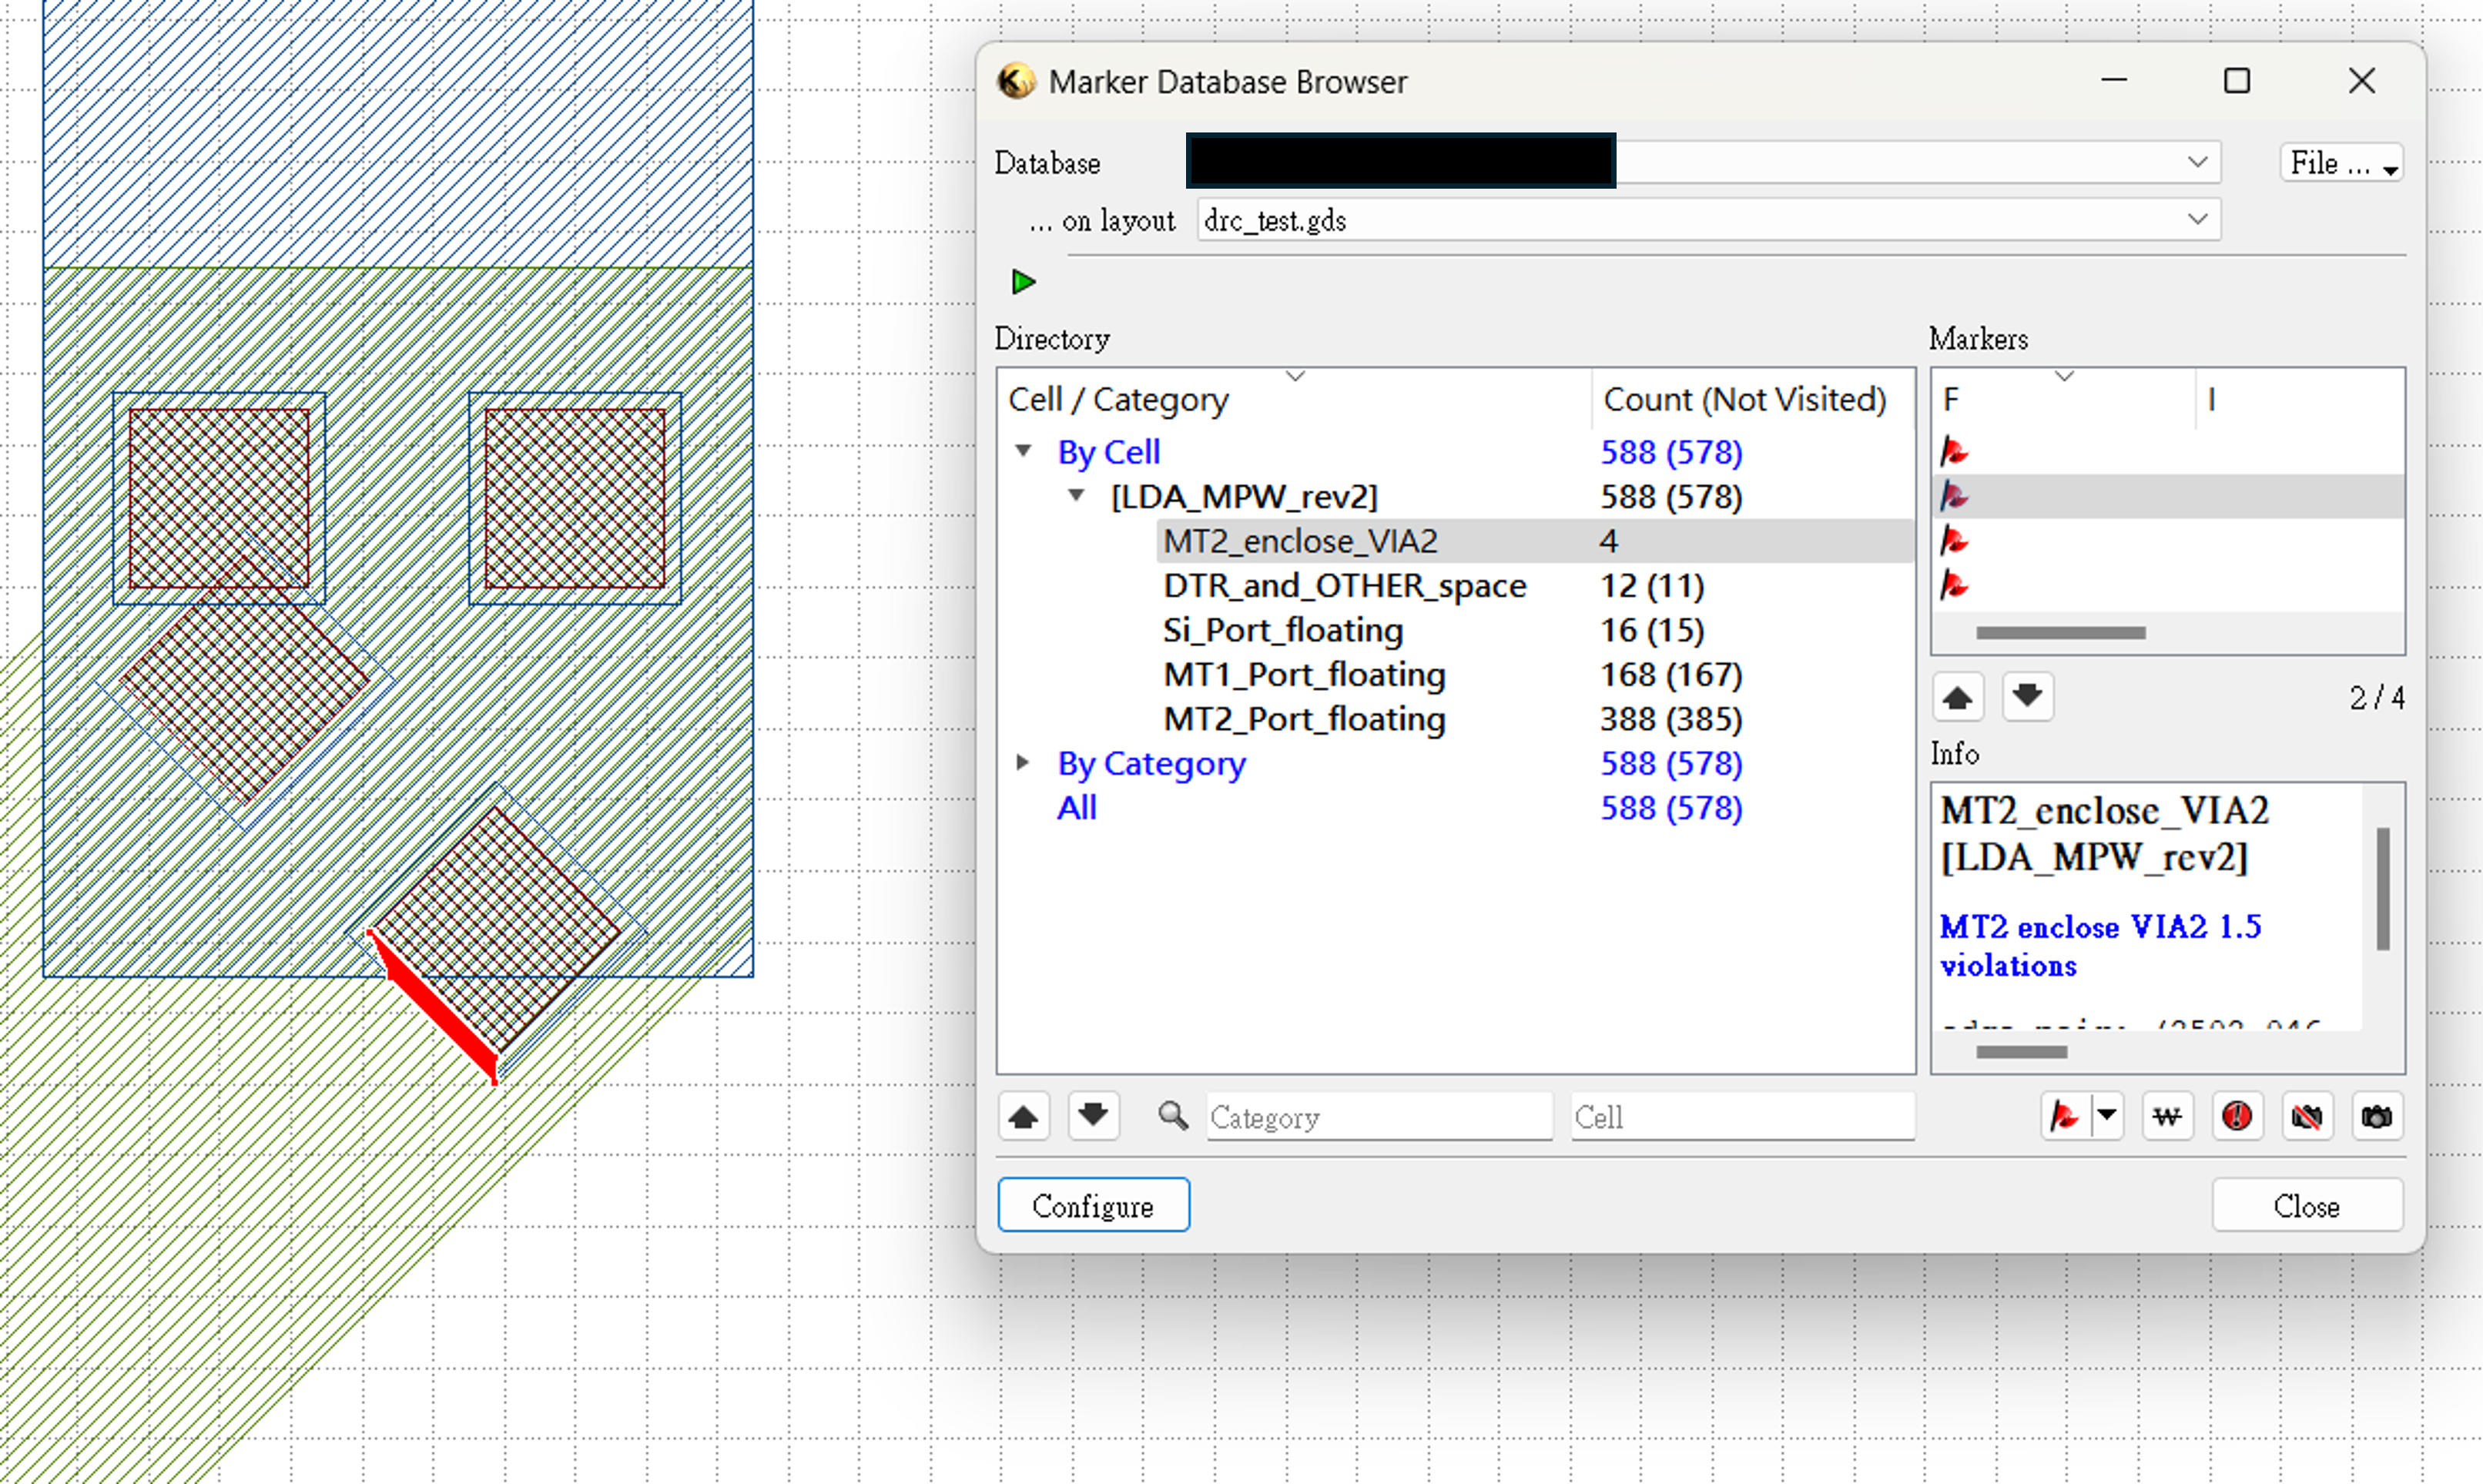 Marker Database Browser
Database
File ...
... on layout drc_test.gds
Directory
Markers
Cell / Category Count (Not Visited)
F I
By Cell 588 (578)
[LDA_MPW_rev2] 588 (578)
MT2_enclose_VIA2 4
DTR_and_OTHER_space 12 (11)
Si_Port_floating 16 (15)
MT1_Port_floating 168 (167)
MT2_Port_floating 388 (385)
By Category 588 (578)
All 588 (578)
2 / 4
Info
MT2_enclose_VIA2
[LDA_MPW_rev2]
MT2 enclose VIA2 1.5
violations
Category
Cell
Configure
Close